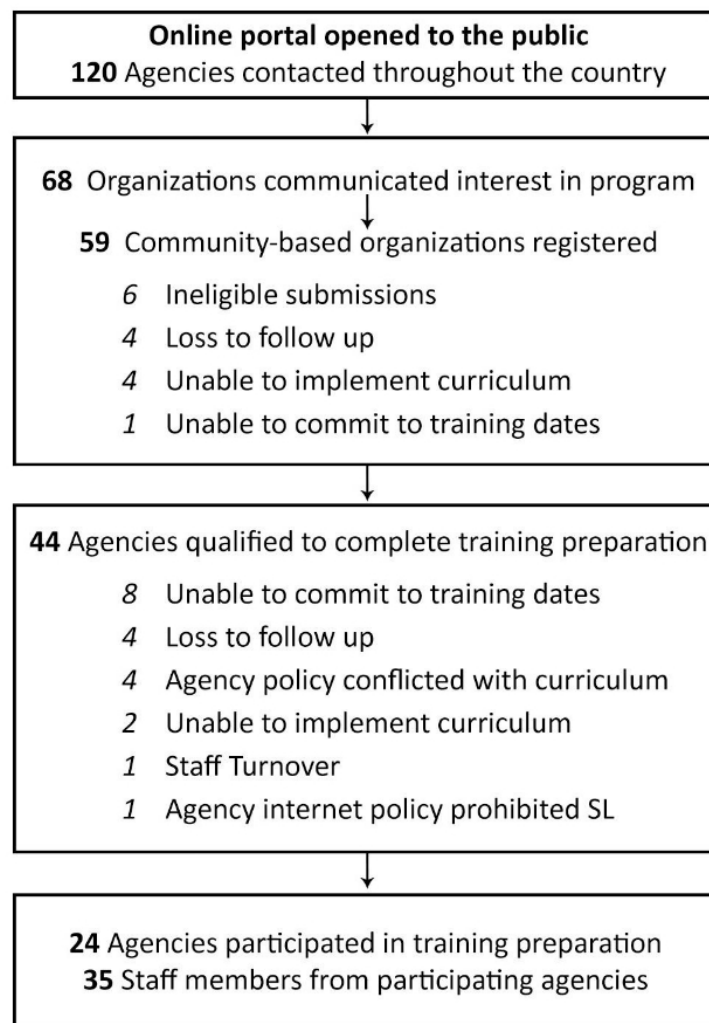 Online portal opened to the public
120 Agencies contacted throughout the country
68 Organizations communicated interest in program
59 Community-based organizations registered
6 Ineligible submissions
4 Loss to follow up
4 Unable to implement curriculum
1 Unable to commit to training dates
44 Agencies qualified to complete training preparation
8 Unable to commit to training dates
4 Loss to follow up
4 Agency policy conflicted with curriculum
2 Unable to implement curriculum
1 Staff Turnover
1 Agency internet policy prohibited SL
24 Agencies participated in training preparation
35 Staff members from participating agencies